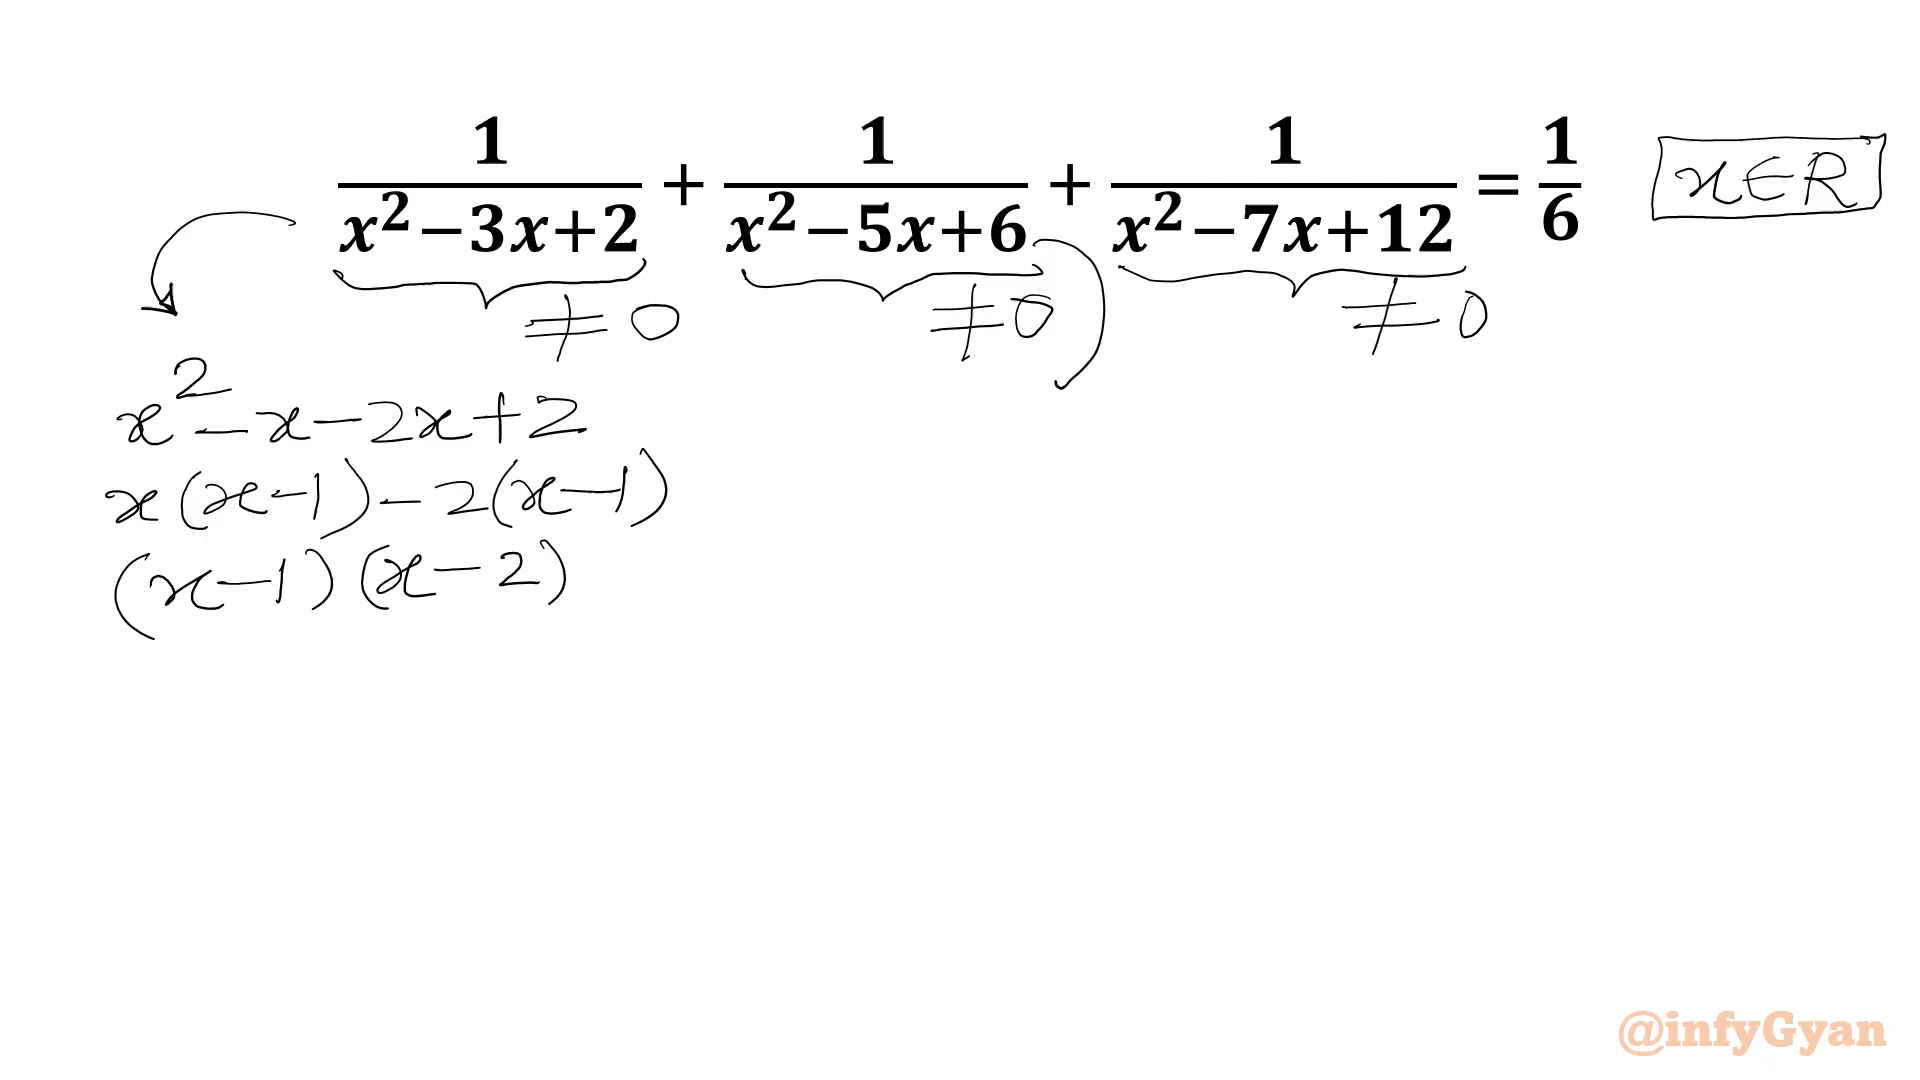 1/(x²−3x+2) + 1/(x²−5x+6) + 1/(x²−7x+12) = 1/6 x∈R
≠0 ≠0 ≠0
x²−x−2x+2
x(x−1)−2(x−1)
(x−1)(x−2)
@infyGyan